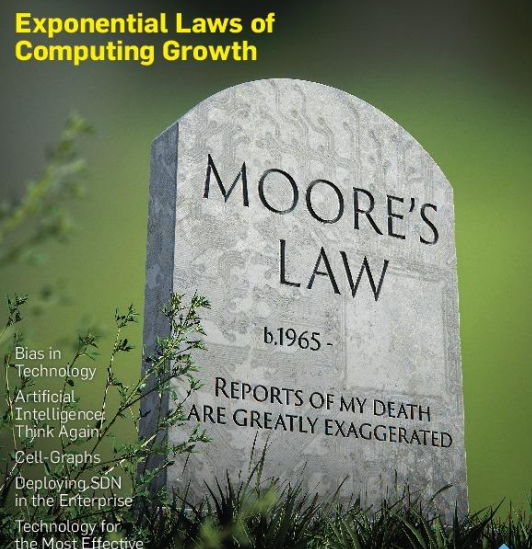 Exponential Laws of
Computing Growth
MOORE'S
LAW
b.1965 -
REPORTS OF MY DEATH
ARE GREATLY EXAGGERATED
Bias in
Technology
Artificial
Intelligence:
Think Again
Cell-Graphs
Deploying SDN
in the Enterprise
Technology for
the Most Effective